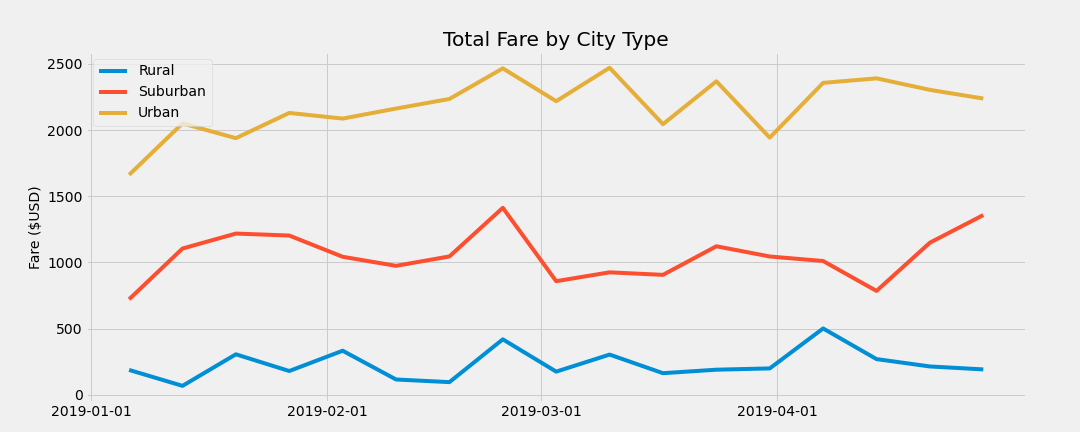 Total Fare by City Type
Rural
Suburban
Urban
Fare ($USD)
2500
2000
1500
1000
500
0
2019-01-01
2019-02-01
2019-03-01
2019-04-01